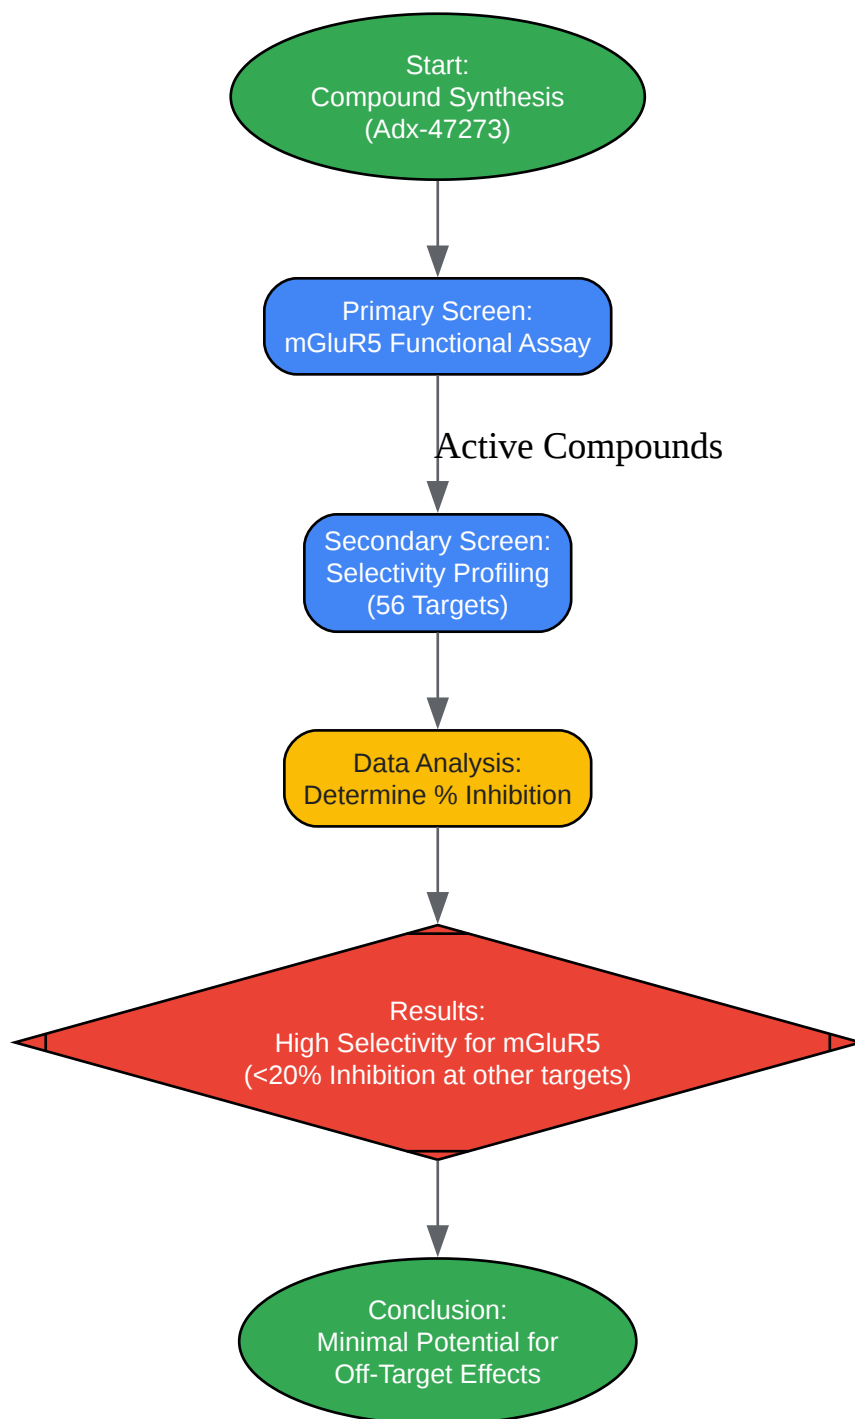 Start:
Compound Synthesis
(Adx-47273)
Primary Screen:
mGluR5 Functional Assay
Active Compounds
Secondary Screen:
Selectivity Profiling
(56 Targets)
Data Analysis:
Determine % Inhibition
Results:
High Selectivity for mGluR5
(<20% Inhibition at other targets)
Conclusion:
Minimal Potential for
Off-Target Effects